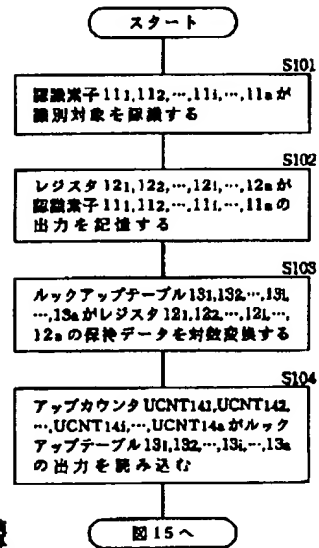 スタート
S101
認識素子111,112,…,11i,…,11nが
識別対象を認識する
S102
レジスタ121,122,…,12i,…,12nが
認識素子111,112,…,11i,…,11nの
出力を記憶する
S103
ルックアップテーブル131,132,…,13i,
…,13nがレジスタ121,122,…,12i,…,
12nの保持データを対数変換する
S104
アップカウンタUCNT141,UCNT142,
…,UCNT14i,…,UCNT14nがルック
アップテーブル131,132,…,13i,…,13n
の出力を読み込む
図15へ